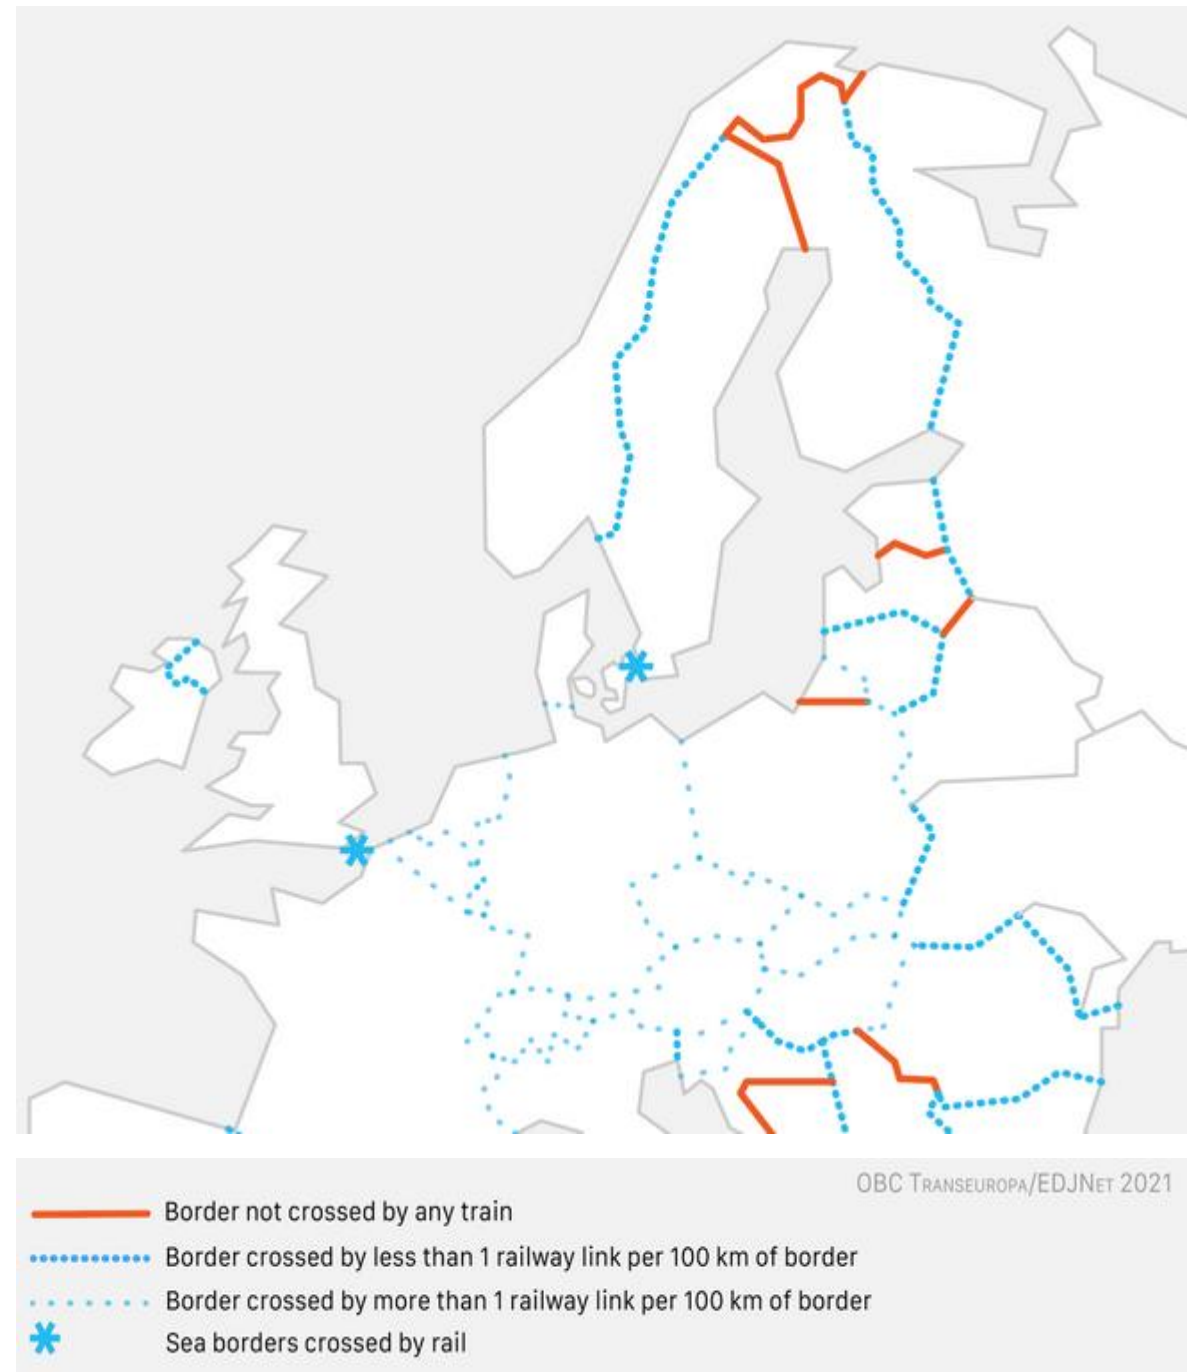 OBC Transeuropa/EDJNet 2021
Border not crossed by any train
Border crossed by less than 1 railway link per 100 km of border
Border crossed by more than 1 railway link per 100 km of border
Sea borders crossed by rail